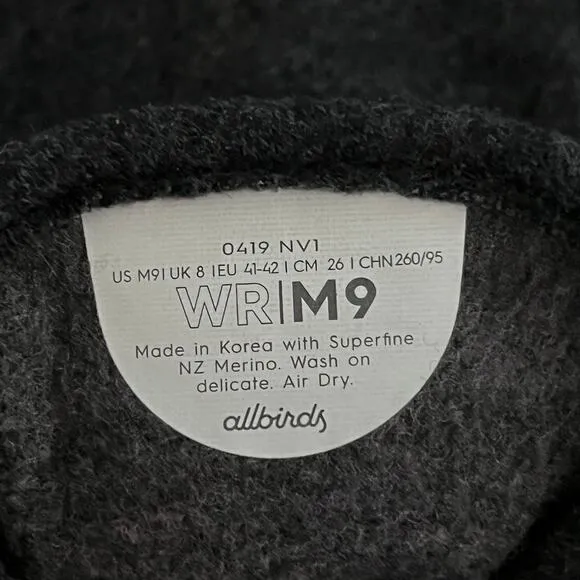 0419 NV1
US M9 | UK 8 | EU 41-42 | CM 26 | CHN 260/95
WR|M9
Made in Korea with Superfine
NZ Merino. Wash on
delicate. Air Dry.
allbirds